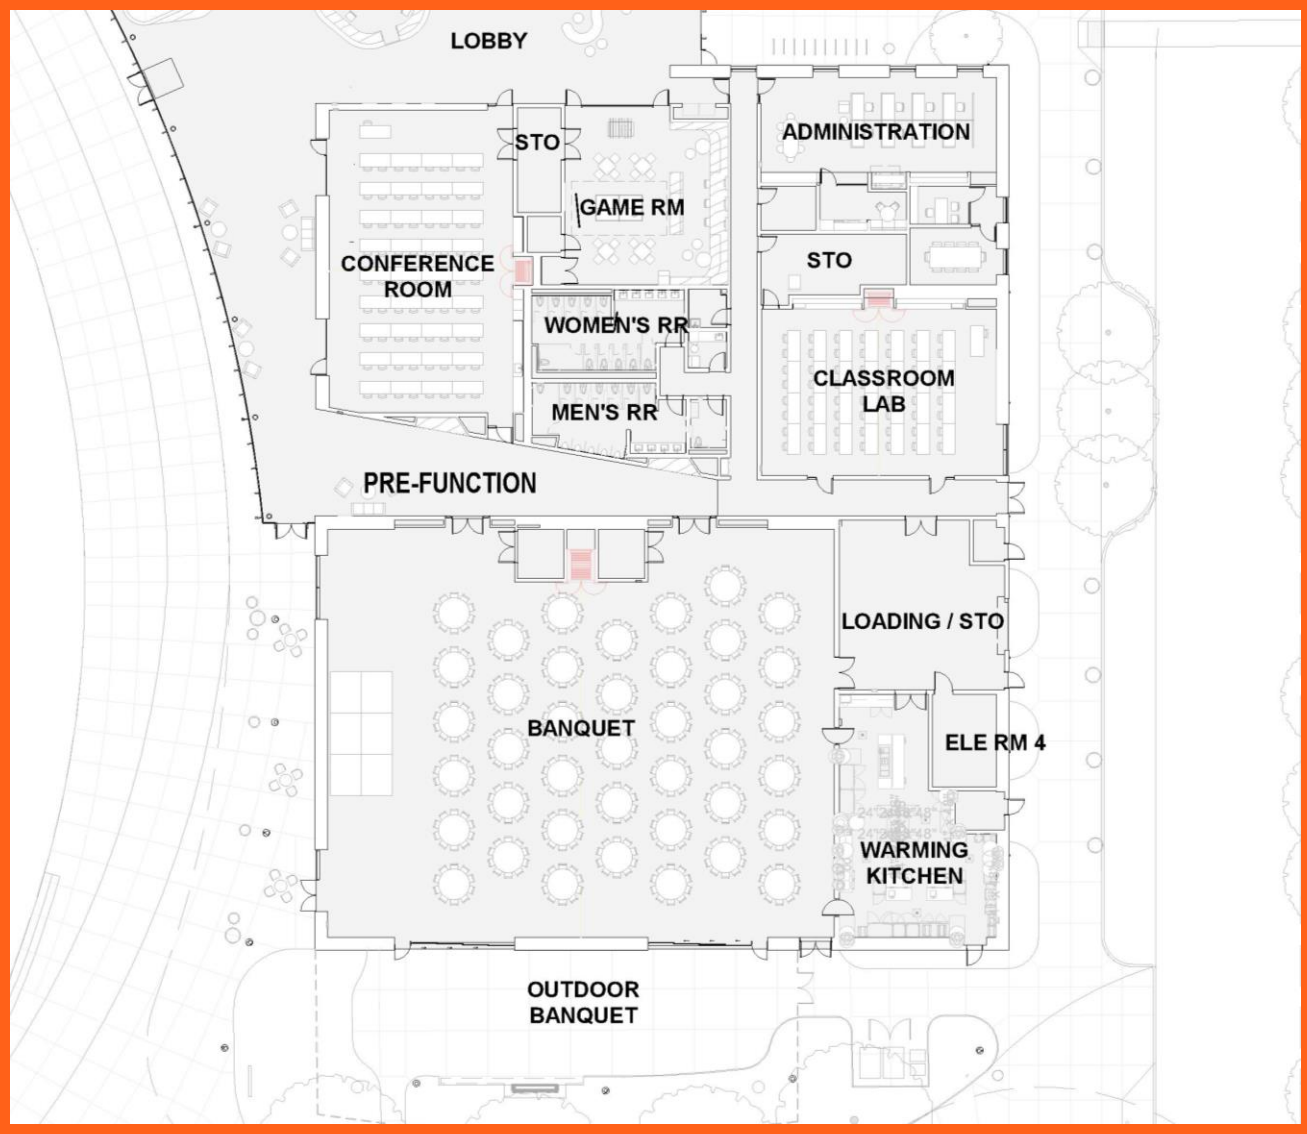 LOBBY
ADMINISTRATION
STO
GAME RM
CONFERENCE
ROOM
STO
WOMEN'S RR
CLASSROOM
LAB
MEN'S RR
PRE-FUNCTION
LOADING / STO
BANQUET
ELE RM 4
WARMING
KITCHEN
OUTDOOR
BANQUET